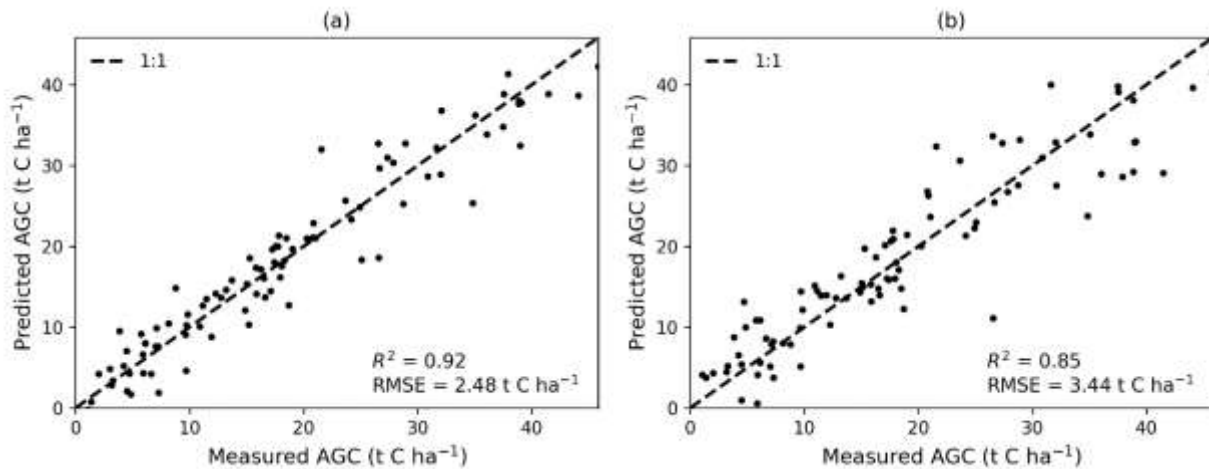 (a)
1:1
Predicted AGC (t C ha⁻¹)
40
30
20
10
0
R² = 0.92
RMSE = 2.48 t C ha⁻¹
0 10 20 30 40
Measured AGC (t C ha⁻¹)
(b)
1:1
Predicted AGC (t C ha⁻¹)
40
30
20
10
0
R² = 0.85
RMSE = 3.44 t C ha⁻¹
0 10 20 30 40
Measured AGC (t C ha⁻¹)